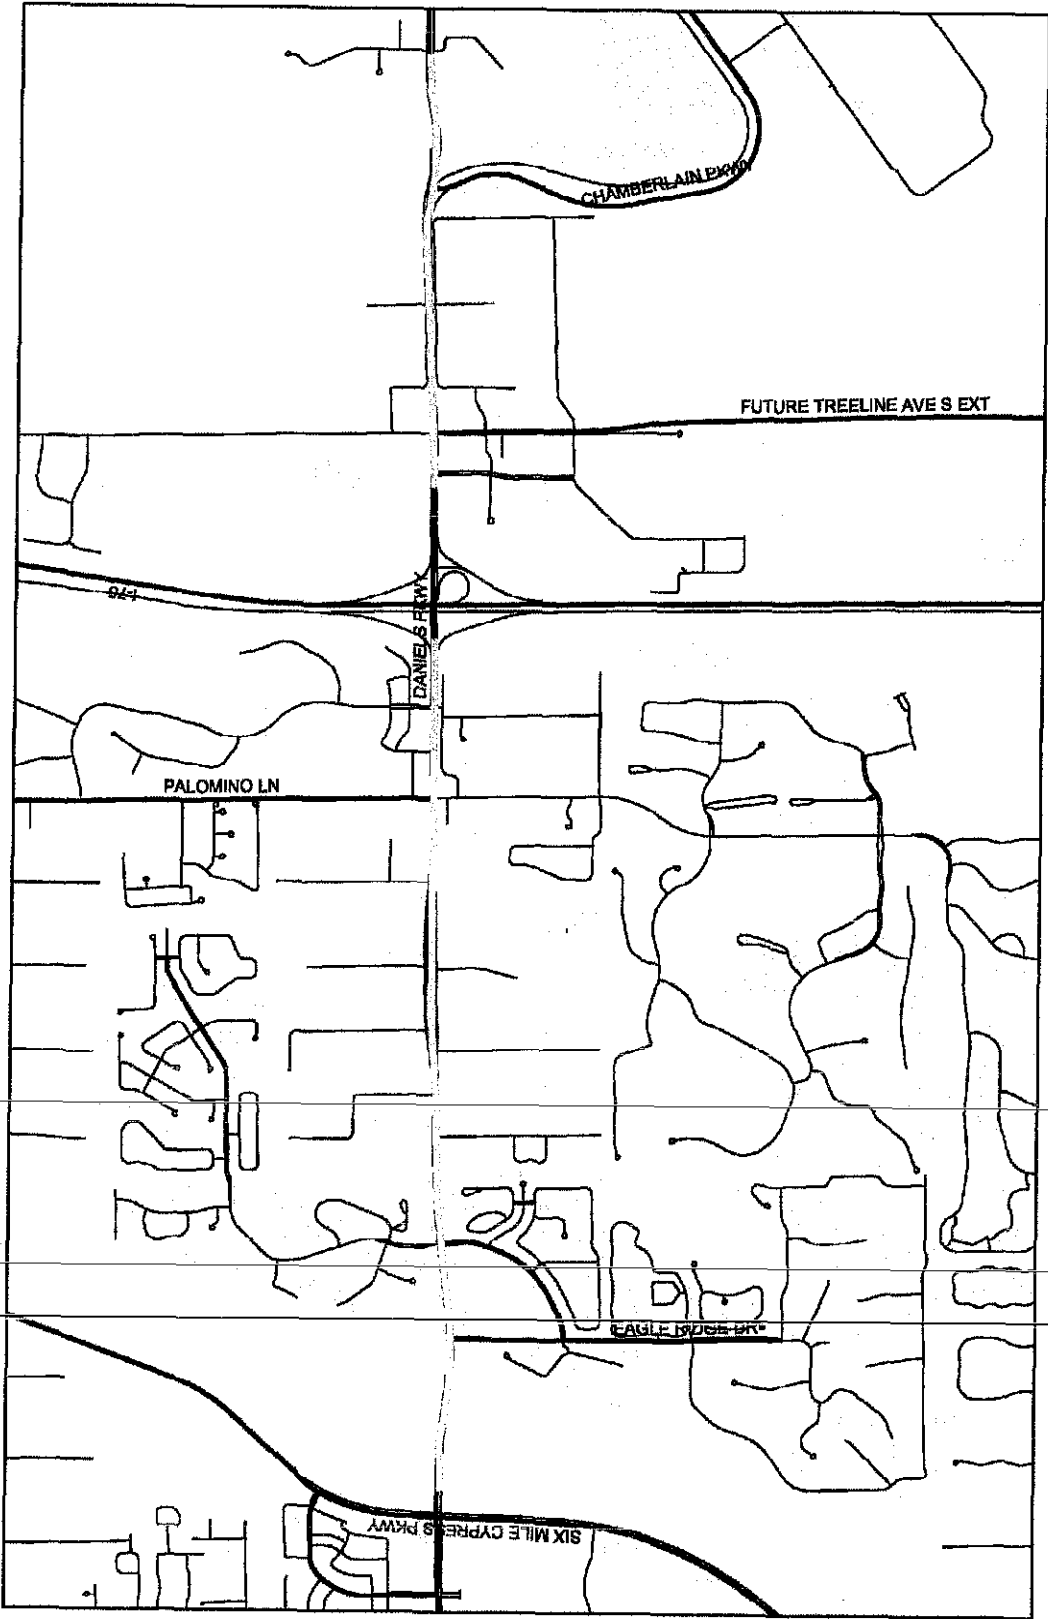 CHAMBERLAIN PKWY
FUTURE TREELINE AVE S EXT
I-75
DANIELS PKWY
PALOMINO LN
EAGLE RIDGE DR
SIX MILE CYPRESS PKWY